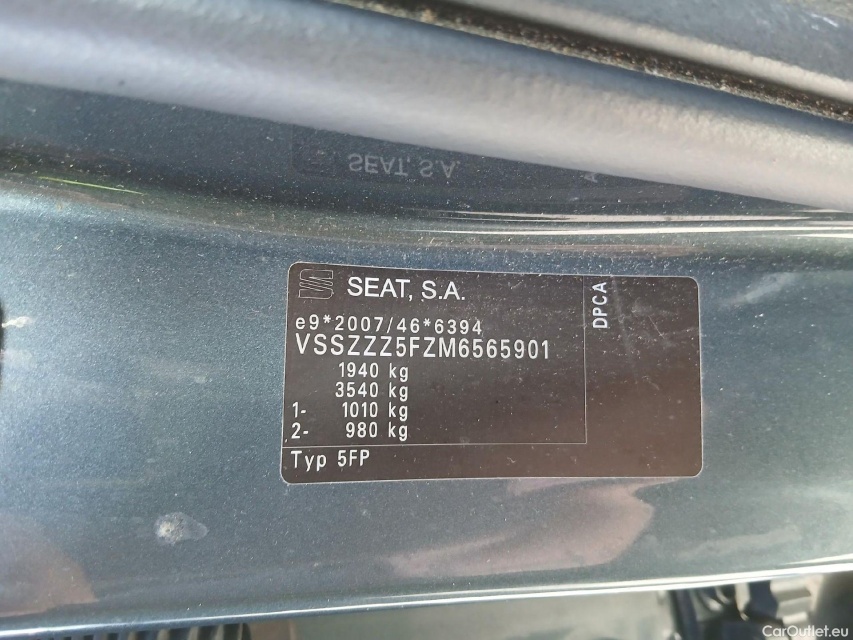 SEAT, S.A.
SEAT, S.A.
DPCA
e9*2007/46*6394
VSSZZZ5FZM6565901
1940 kg
3540 kg
1- 1010 kg
2- 980 kg
Typ 5FP
CarOutlet.eu